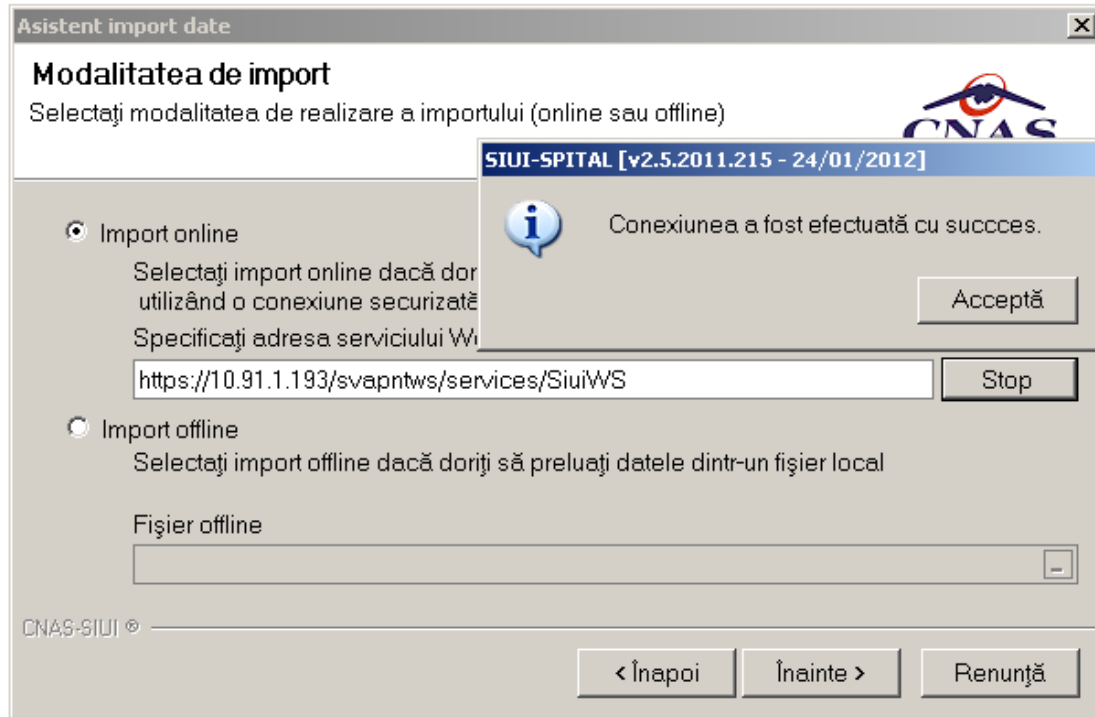 Asistent import date
Modalitatea de import
Selectaţi modalitatea de realizare a importului (online sau offline)
CNAS
SIUI-SPITAL [v2.5.2011.215 - 24/01/2012]
Conexiunea a fost efectuată cu succces.
Acceptă
Import online
Selectaţi import online dacă dor
utilizând o conexiune securizată
Specificaţi adresa serviciului We
https://10.91.1.193/svapntws/services/SiuiWS
Stop
Import offline
Selectaţi import offline dacă doriţi să preluaţi datele dintr-un fişier local
Fişier offline
CNAS-SIUI ®
< Înapoi
Înainte >
Renunţă